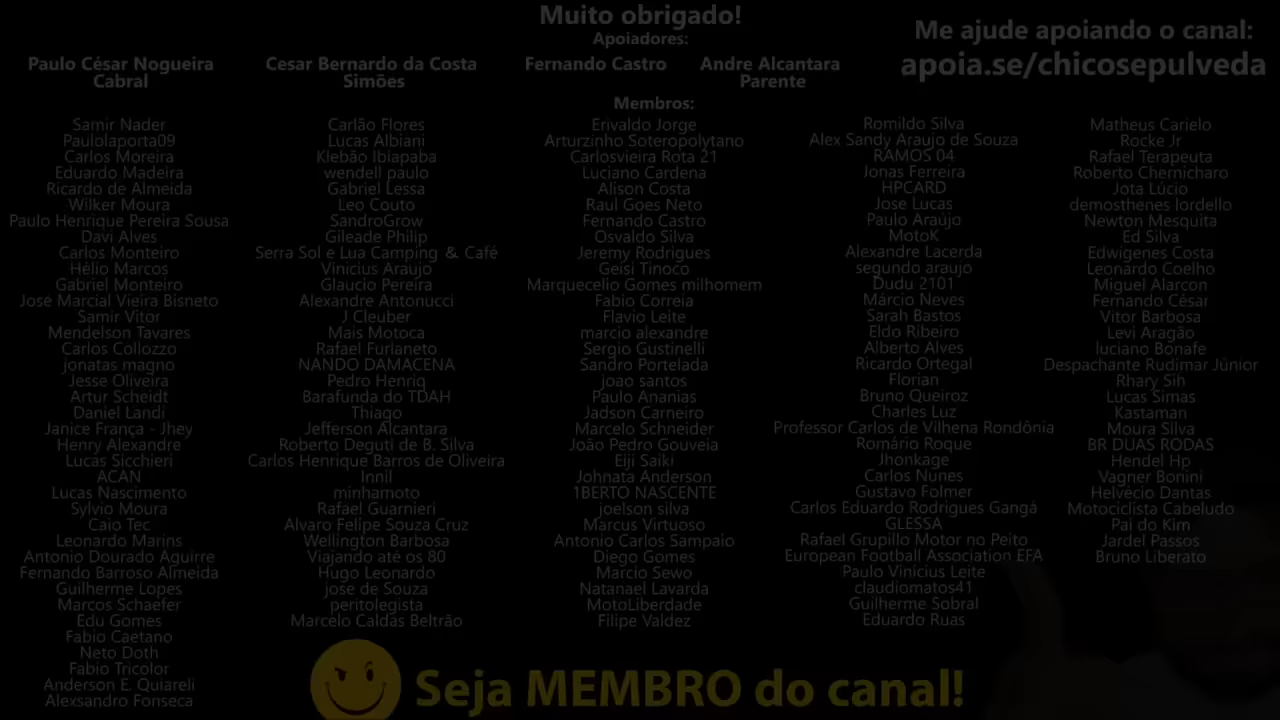 Muito obrigado!
Apoiadores:
Me ajude apoiando o canal:
apoia.se/chicosepulveda
Paulo César Nogueira
Cabral
Cesar Bernardo da Costa
Simões
Fernando Castro
Andre Alcantara
Parente
Membros:
Samir Nader
Paulolaporta09
Carlos Moreira
Eduardo Madeira
Ricardo de Almeida
Wilker Moura
Paulo Henrique Pereira Sousa
Davi Alves
Carlos Monteiro
Hélio Marcos
Gabriel Monteiro
José Marcial Vieira Bisneto
Samir Vitor
Mendelson Tavares
Carlos Collozzo
jonatas magno
Jesse Oliveira
Artur Scheidt
Daniel Landi
Janice França - Jhey
Henry Alexandre
Lucas Sicchieri
ACAN
Lucas Nascimento
Sylvio Moura
Caio Tec
Leonardo Marins
Antonio Dourado Aguirre
Fernando Barroso Almeida
Guilherme Lopes
Marcos Schaefer
Edu Gomes
Fabio Caetano
Neto Doth
Fabio Tricolor
Anderson E. Quiareli
Alexsandro Fonseca
Carlão Flores
Lucas Albiani
Klebão Ibiapaba
wendell paulo
Gabriel Lessa
Leo Couto
SandroGrow
Gileade Philip
Serra Sol e Lua Camping & Café
Vinicius Araujo
Glaucio Pereira
Alexandre Antonucci
J Cleuber
Mais Motoca
Rafael Furlaneto
NANDO DAMACENA
Pedro Henriq
Barafunda do TDAH
Thiago
Jefferson Alcantara
Roberto Deguti de B. Silva
Carlos Henrique Barros de Oliveira
Innil
minhamoto
Rafael Guarnieri
Alvaro Felipe Souza Cruz
Wellington Barbosa
Viajando até os 80
Hugo Leonardo
jose de Souza
peritolegista
Marcelo Caldas Beltrão
Erivaldo Jorge
Arturzinho Soteropolytano
Carlosvieira Rota 21
Luciano Cardena
Alison Costa
Raul Goes Neto
Fernando Castro
Osvaldo Silva
Jeremy Rodrigues
Geisi Tinoco
Marquecelio Gomes milhomem
Fabio Correia
Flavio Leite
marcio alexandre
Sergio Gustinelli
Sandro Portelada
joao santos
Paulo Ananias
Jadson Carneiro
Marcelo Schneider
João Pedro Gouveia
Eiji Saiki
Johnata Anderson
1BERTO NASCENTE
joelson silva
Marcus Virtuoso
Antonio Carlos Sampaio
Diego Gomes
Marcio Sewo
Natanael Lavarda
MotoLiberdade
Filipe Valdez
Romildo Silva
Alex Sandy Araujo de Souza
RAMOS 04
Jonas Ferreira
HPCARD
Jose Lucas
Paulo Araújo
MotoK
Alexandre Lacerda
segundo araujo
Dudu 2101
Márcio Neves
Sarah Bastos
Eldo Ribeiro
Alberto Alves
Ricardo Ortegal
Florian
Bruno Queiroz
Charles Luz
Professor Carlos de Vilhena Rondônia
Romário Roque
Jhonkage
Carlos Nunes
Gustavo Folmer
Carlos Eduardo Rodrigues Gangá
GLESSA
Rafael Grupillo Motor no Peito
European Football Association EFA
Paulo Vinicius Leite
claudiomatos41
Guilherme Sobral
Eduardo Ruas
Matheus Carielo
Rocke Jr
Rafael Terapeuta
Roberto Chernicharo
Jota Lúcio
demosthenes lordello
Newton Mesquita
Ed Silva
Edwigenes Costa
Leonardo Coelho
Miguel Alarcon
Fernando César
Vitor Barbosa
Levi Aragão
luciano Bonafe
Despachante Rudimar Júnior
Rhary Sih
Lucas Simas
Kastaman
Moura Silva
BR DUAS RODAS
Hendel Hp
Vagner Bonini
Helvécio Dantas
Motociclista Cabeludo
Pai do Kim
Jardel Passos
Bruno Liberato
Seja MEMBRO do canal!